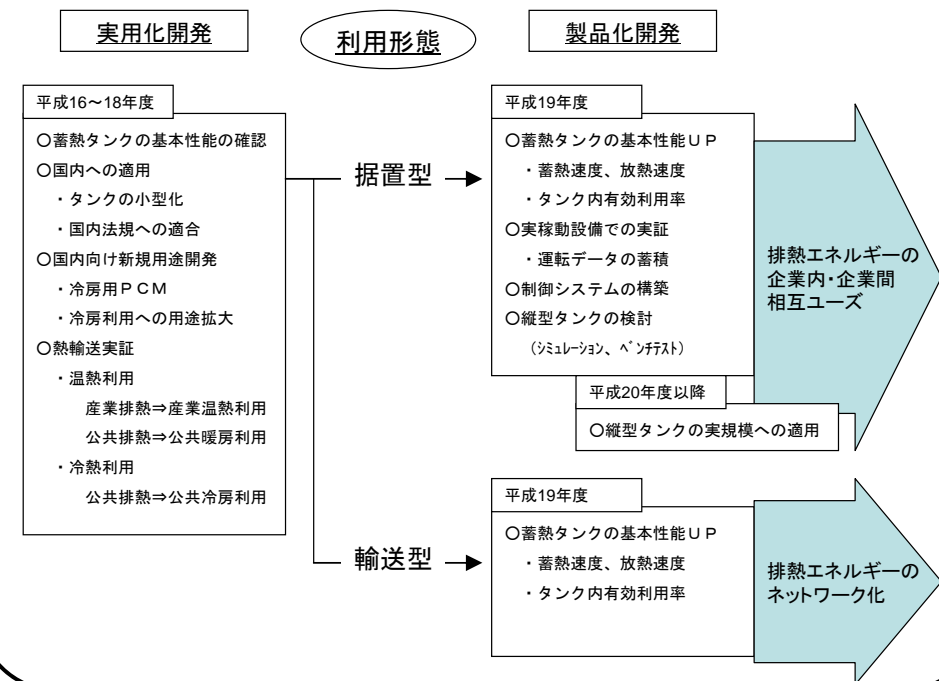 実用化開発
利用形態
製品化開発
平成16～18年度
○蓄熱タンクの基本性能の確認
○国内への適用
・タンクの小型化
・国内法規への適合
○国内向け新規用途開発
・冷房用ＰＣＭ
・冷房利用への用途拡大
○熱輸送実証
・温熱利用
産業排熱⇒産業温熱利用
公共排熱⇒公共暖房利用
・冷熱利用
公共排熱⇒公共冷房利用
据置型
輸送型
平成19年度
○蓄熱タンクの基本性能ＵＰ
・蓄熱速度、放熱速度
・タンク内有効利用率
○実稼動設備での実証
・運転データの蓄積
○制御システムの構築
○縦型タンクの検討
（ｼﾐｭﾚｰｼｮﾝ、ﾍﾞﾝﾁﾃｽﾄ）
平成20年度以降
○縦型タンクの実規模への適用
排熱エネルギーの
企業内・企業間
相互ユーズ
平成19年度
○蓄熱タンクの基本性能ＵＰ
・蓄熱速度、放熱速度
・タンク内有効利用率
排熱エネルギーの
ネットワーク化